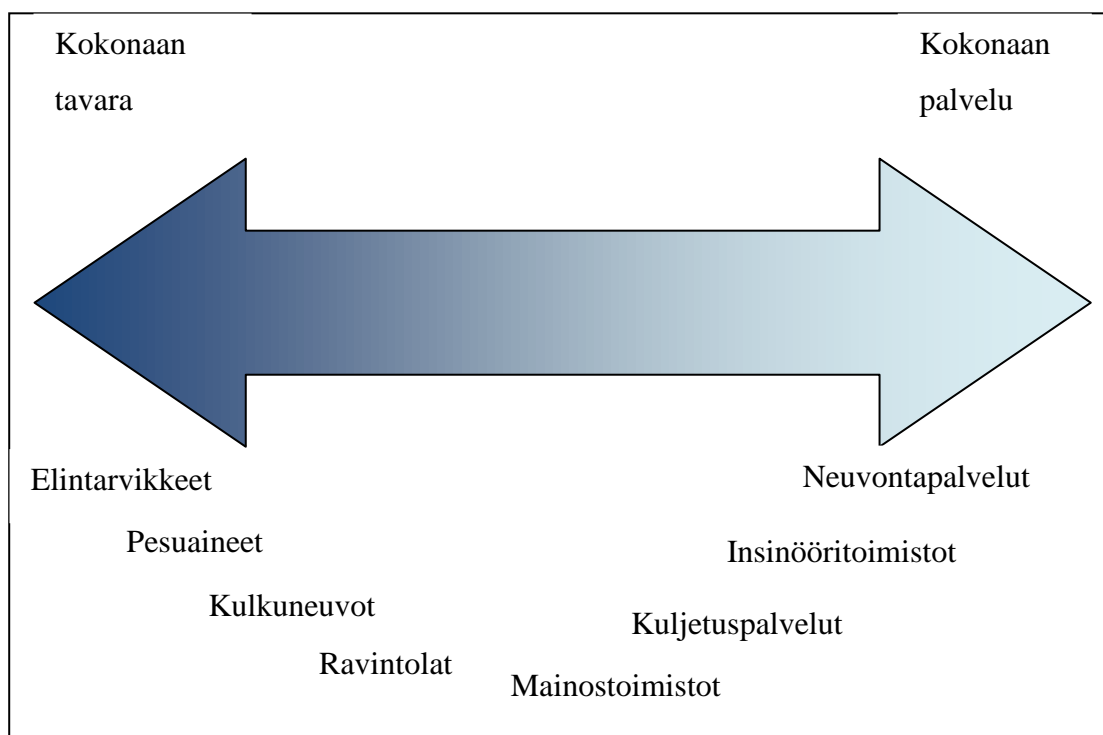 Kokonaan
tavara
Kokonaan
palvelu
Elintarvikkeet
Neuvontapalvelut
Pesuaineet
Insinööritoimistot
Kulkuneuvot
Kuljetuspalvelut
Ravintolat
Mainostoimistot